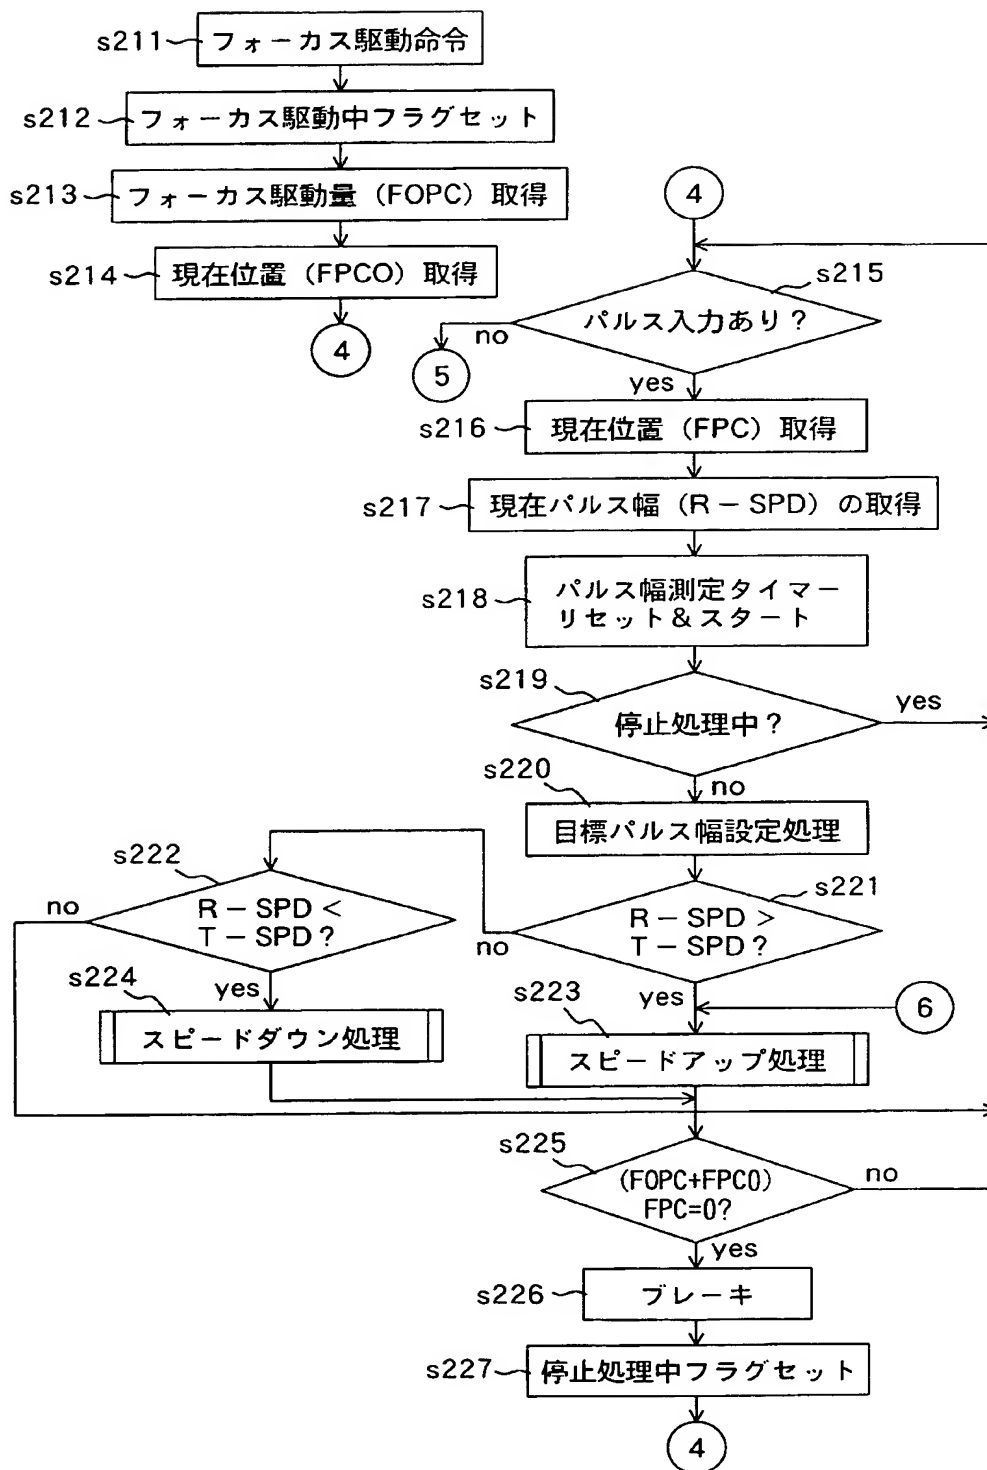 s211
フォーカス駆動命令
s212
フォーカス駆動中フラグセット
s213
フォーカス駆動量（FOPC）取得
s214
現在位置（FPCO）取得
4
4
s215
パルス入力あり？
no
5
yes
s216
現在位置（FPC）取得
s217
現在パルス幅（R－SPD）の取得
s218
パルス幅測定タイマー
リセット＆スタート
s219
停止処理中？
yes
no
s220
目標パルス幅設定処理
s221
R－SPD＞
T－SPD？
no
yes
s222
R－SPD＜
T－SPD？
no
yes
s224
スピードダウン処理
s223
6
スピードアップ処理
s225
(FOPC+FPC0)
FPC=0?
no
yes
s226
ブレーキ
s227
停止処理中フラグセット
4